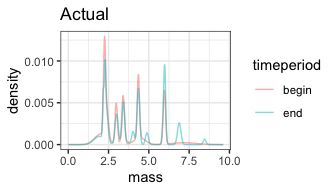 Actual
density
0.010
0.005
0.000
0.0 2.5 5.0 7.5 10.0
mass
timeperiod
begin
end